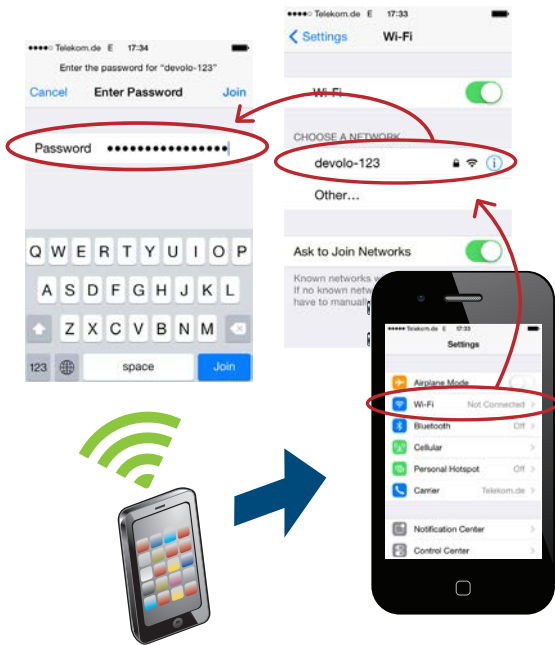 Telekom.de E 17:34
Enter the password for "devolo-123"
Cancel Enter Password Join
Password ••••••••••••••••
Q W E R T Y U I O P
A S D F G H J K L
Z X C V B N M
123 space Join
Telekom.de E 17:33
Settings Wi-Fi
Wi-Fi
CHOOSE A NETWORK
devolo-123
Other...
Ask to Join Networks
Known networks
If no known
have to manual
Telekom.de E 17:33
Settings
Airplane Mode
Wi-Fi Not Connected
Bluetooth Off
Cellular
Personal Hotspot Off
Carrier Telekom.de
Notification Center
Control Center